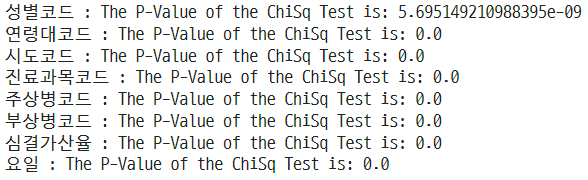 성별코드 : The P-Value of the ChiSq Test is: 5.695149210988395e-09
연령대코드 : The P-Value of the ChiSq Test is: 0.0
시도코드 : The P-Value of the ChiSq Test is: 0.0
진료과목코드 : The P-Value of the ChiSq Test is: 0.0
주상병코드 : The P-Value of the ChiSq Test is: 0.0
부상병코드 : The P-Value of the ChiSq Test is: 0.0
심결가산율 : The P-Value of the ChiSq Test is: 0.0
요일 : The P-Value of the ChiSq Test is: 0.0